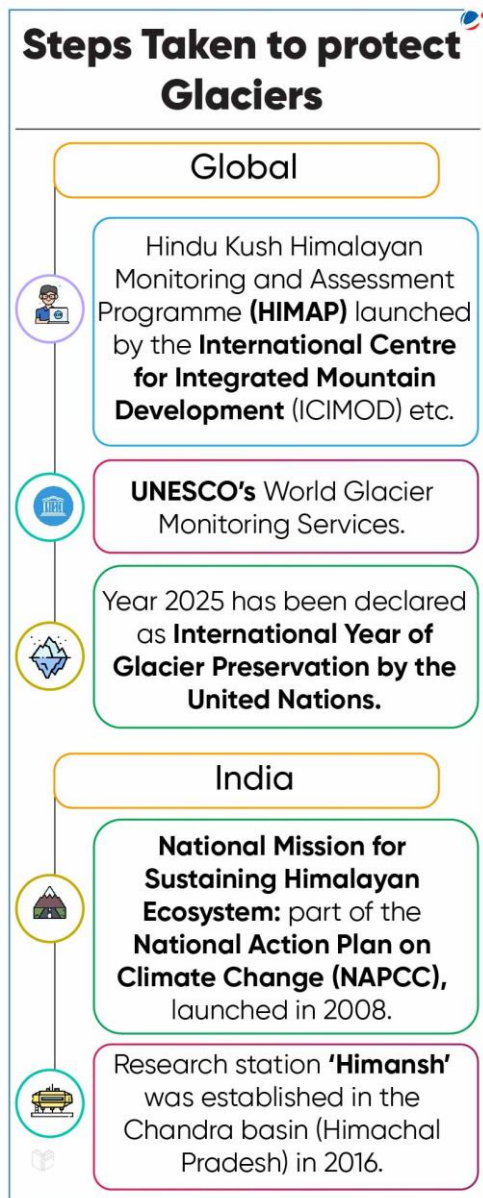 Steps Taken to protect
Glaciers
Global
Hindu Kush Himalayan
Monitoring and Assessment
Programme (HIMAP) launched
by the International Centre
for Integrated Mountain
Development (ICIMOD) etc.
UNESCO’s World Glacier
Monitoring Services.
Year 2025 has been declared
as International Year of
Glacier Preservation by the
United Nations.
India
National Mission for
Sustaining Himalayan
Ecosystem: part of the
National Action Plan on
Climate Change (NAPCC),
launched in 2008.
Research station ‘Himansh’
was established in the
Chandra basin (Himachal
Pradesh) in 2016.